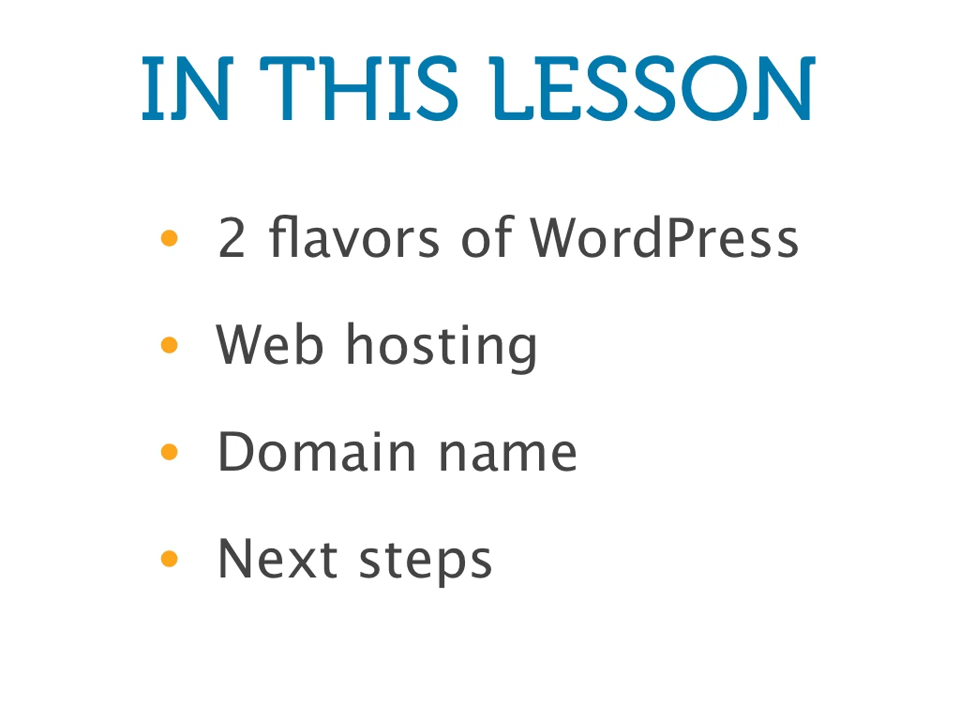 IN THIS LESSON
• 2 flavors of WordPress
• Web hosting
• Domain name
• Next steps